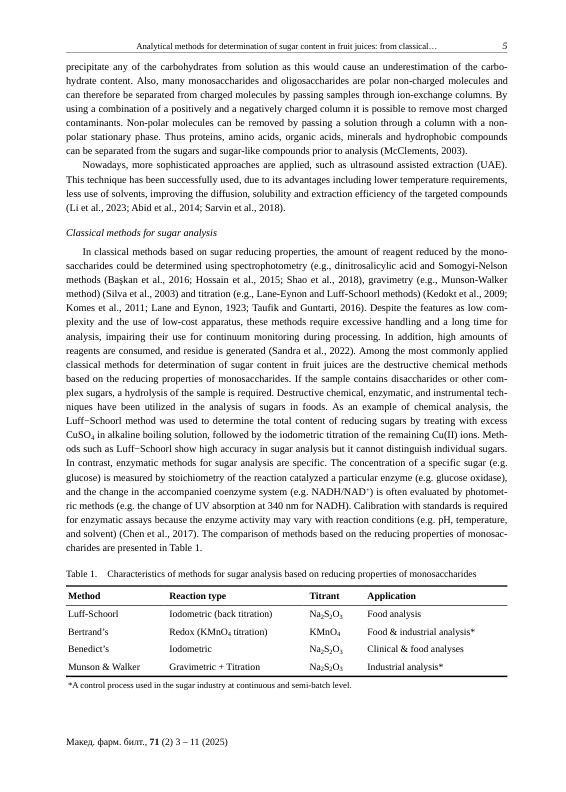 Analytical methods for determination of sugar content in fruit juices: from classical… 5
precipitate any of the carbohydrates from solution as this would cause an underestimation of the carbo-
hydrate content. Also, many monosaccharides and oligosaccharides are polar non-charged molecules and
can therefore be separated from charged molecules by passing samples through ion-exchange columns. By
using a combination of a positively and a negatively charged column it is possible to remove most charged
contaminants. Non-polar molecules can be removed by passing a solution through a column with a non-
polar stationary phase. Thus proteins, amino acids, organic acids, minerals and hydrophobic compounds
can be separated from the sugars and sugar-like compounds prior to analysis (McClements, 2003).
Nowadays, more sophisticated approaches are applied, such as ultrasound assisted extraction (UAE).
This technique has been successfully used, due to its advantages including lower temperature requirements,
less use of solvents, improving the diffusion, solubility and extraction efficiency of the targeted compounds
(Li et al., 2023; Abid et al., 2014; Sarvin et al., 2018).
Classical methods for sugar analysis
In classical methods based on sugar reducing properties, the amount of reagent reduced by the mono-
saccharides could be determined using spectrophotometry (e.g., dinitrosalicylic acid and Somogyi-Nelson
methods (Başkan et al., 2016; Hossain et al., 2015; Shao et al., 2018), gravimetry (e.g., Munson-Walker
method) (Silva et al., 2003) and titration (e.g., Lane-Eynon and Luff-Schoorl methods) (Kedokt et al., 2009;
Komes et al., 2011; Lane and Eynon, 1923; Taufik and Guntarti, 2016). Despite the features as low com-
plexity and the use of low-cost apparatus, these methods require excessive handling and a long time for
analysis, impairing their use for continuum monitoring during processing. In addition, high amounts of
reagents are consumed, and residue is generated (Sandra et al., 2022). Among the most commonly applied
classical methods for determination of sugar content in fruit juices are the destructive chemical methods
based on the reducing properties of monosaccharides. If the sample contains disaccharides or other com-
plex sugars, a hydrolysis of the sample is required. Destructive chemical, enzymatic, and instrumental tech-
niques have been utilized in the analysis of sugars in foods. As an example of chemical analysis, the
Luff−Schoorl method was used to determine the total content of reducing sugars by treating with excess
CuSO₄ in alkaline boiling solution, followed by the iodometric titration of the remaining Cu(II) ions. Meth-
ods such as Luff−Schoorl show high accuracy in sugar analysis but it cannot distinguish individual sugars.
In contrast, enzymatic methods for sugar analysis are specific. The concentration of a specific sugar (e.g.
glucose) is measured by stoichiometry of the reaction catalyzed a particular enzyme (e.g. glucose oxidase),
and the change in the accompanied coenzyme system (e.g. NADH/NAD⁺) is often evaluated by photomet-
ric methods (e.g. the change of UV absorption at 340 nm for NADH). Calibration with standards is required
for enzymatic assays because the enzyme activity may vary with reaction conditions (e.g. pH, temperature,
and solvent) (Chen et al., 2017). The comparison of methods based on the reducing properties of monosac-
charides are presented in Table 1.
Table 1. Characteristics of methods for sugar analysis based on reducing properties of monosaccharides
Method Reaction type Titrant Application
Luff-Schoorl Iodometric (back titration) Na₂S₂O₃ Food analysis
Bertrand’s Redox (KMnO₄ titration) KMnO₄ Food & industrial analysis*
Benedict’s Iodometric Na₂S₂O₃ Clinical & food analyses
Munson & Walker Gravimetric + Titration Na₂S₂O₃ Industrial analysis*
*A control process used in the sugar industry at continuous and semi-batch level.
Макед. фарм. билт., 71 (2) 3 – 11 (2025)